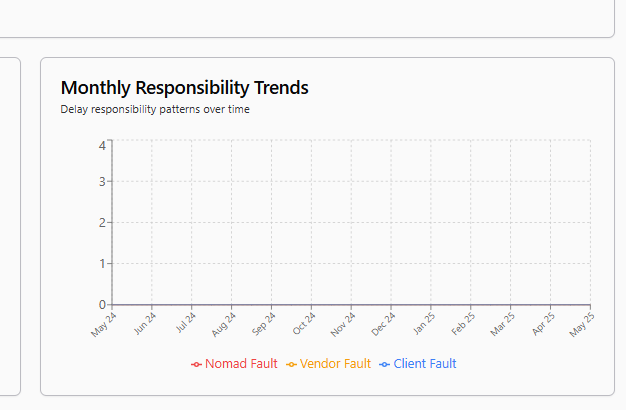 Monthly Responsibility Trends
Delay responsibility patterns over time
4
3
2
1
0
May 24 Jun 24 Jul 24 Aug 24 Sep 24 Oct 24 Nov 24 Dec 24 Jan 25 Feb 25 Mar 25 Apr 25 May 25
Nomad Fault Vendor Fault Client Fault